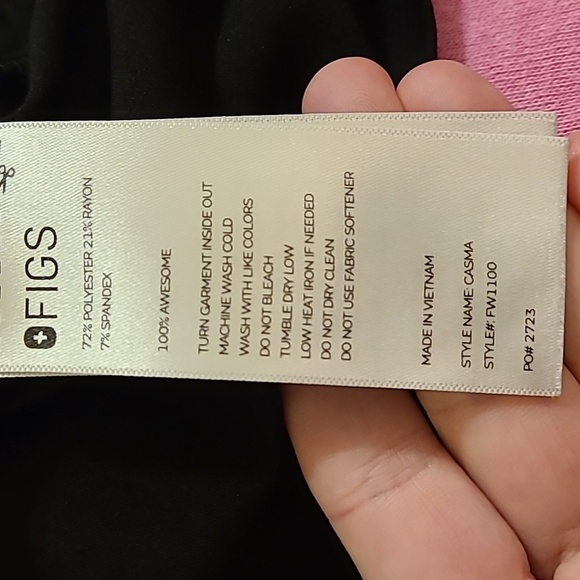 FIGS
72% POLYESTER 21% RAYON
7% SPANDEX
100% AWESOME
TURN GARMENT INSIDE OUT
MACHINE WASH COLD
WASH WITH LIKE COLORS
DO NOT BLEACH
TUMBLE DRY LOW
LOW HEAT IRON IF NEEDED
DO NOT DRY CLEAN
DO NOT USE FABRIC SOFTENER
MADE IN VIETNAM
STYLE NAME: CASMA
STYLE#: FW1100
PO# 2723